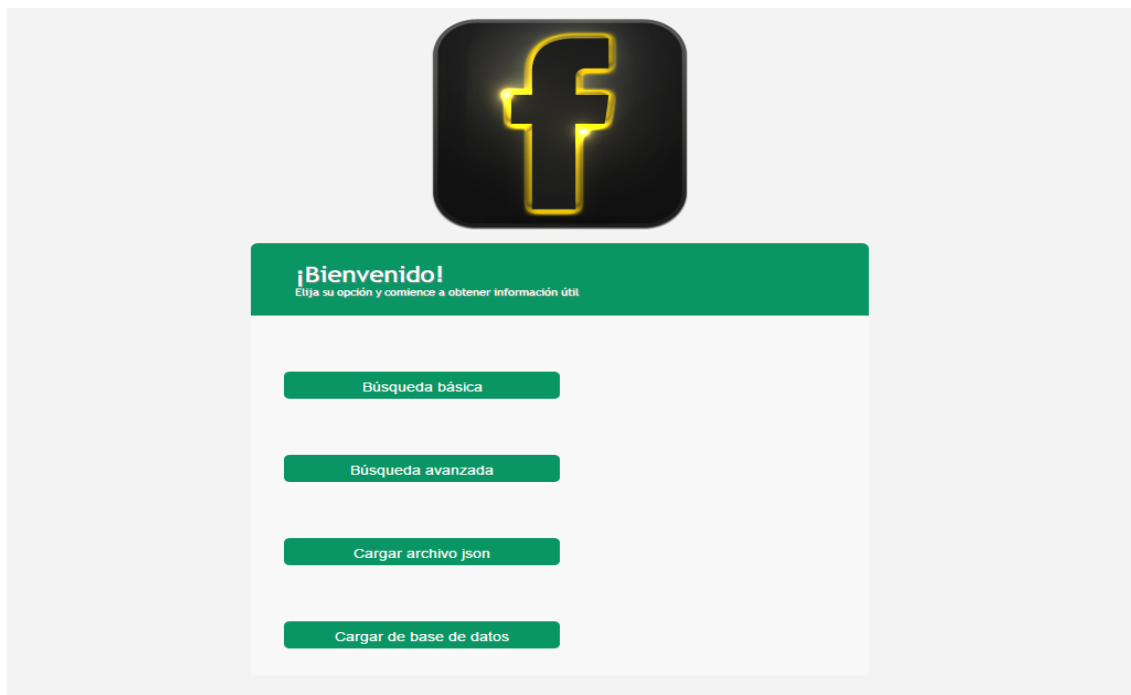 f
¡Bienvenido!
Elija su opción y comience a obtener información útil
Búsqueda básica
Búsqueda avanzada
Cargar archivo json
Cargar de base de datos